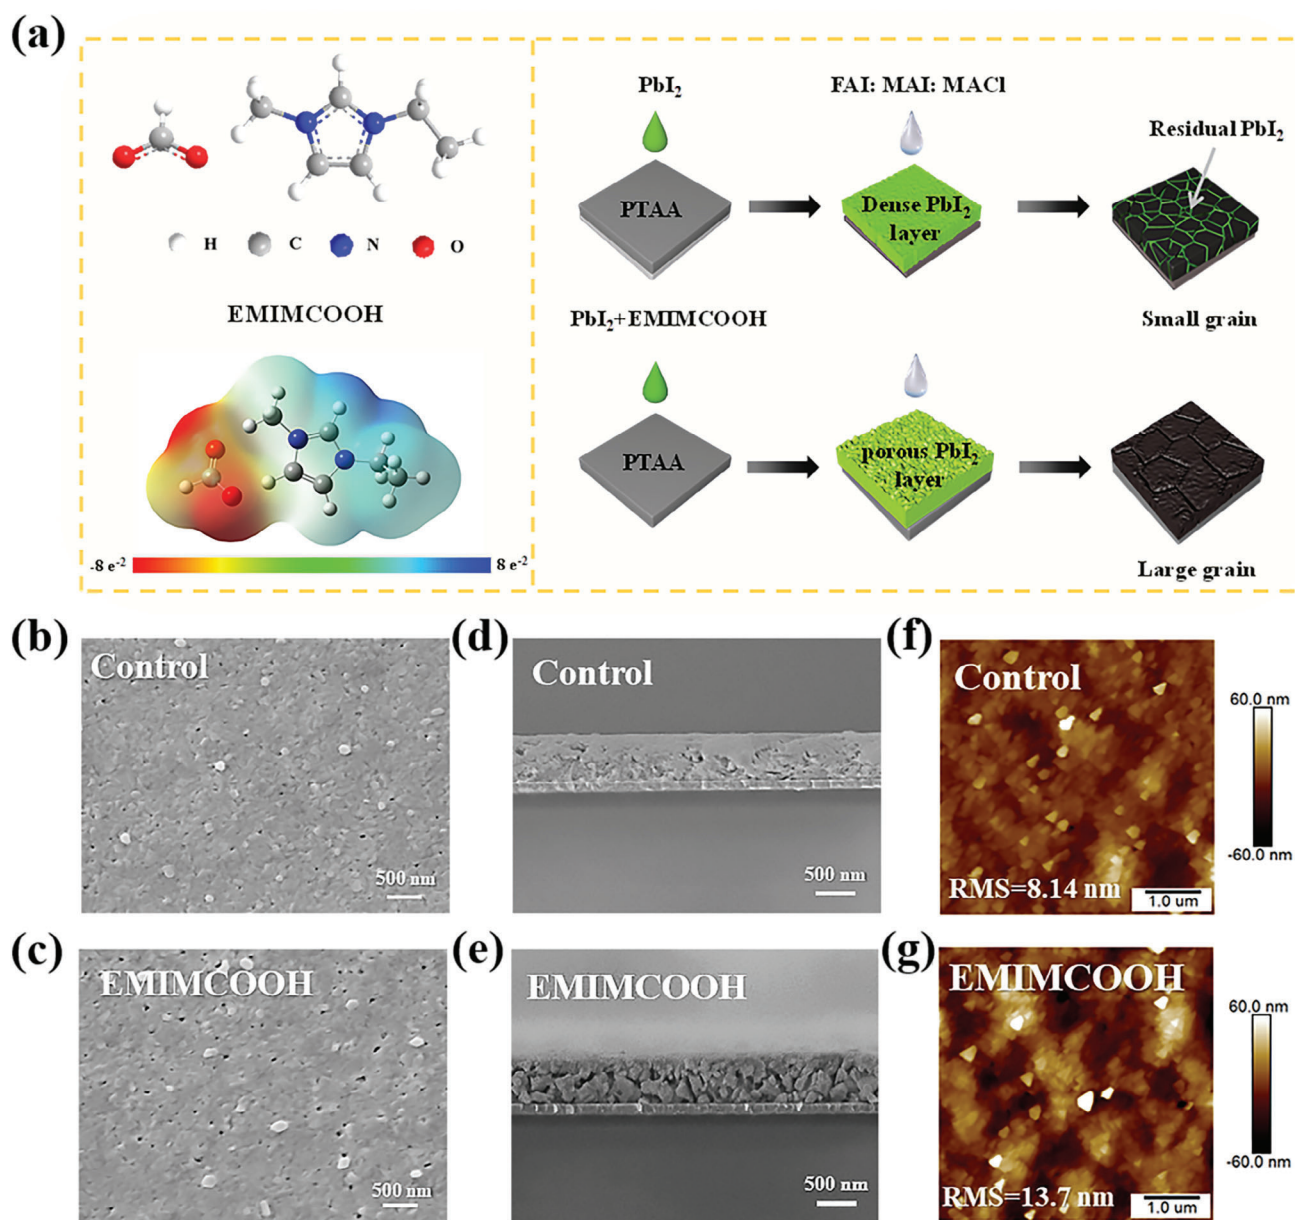 (a)
H
C
N
O
EMIMCOOH
-8 e⁻²
8 e⁻²
PbI₂
FAI: MAI: MACl
Residual PbI₂
PTAA
Dense PbI₂
layer
Small grain
PbI₂+EMIMCOOH
PTAA
porous PbI₂
layer
Large grain
(b)
Control
500 nm
(d)
Control
500 nm
(f)
Control
RMS=8.14 nm
1.0 um
60.0 nm
-60.0 nm
(c)
EMIMCOOH
500 nm
(e)
EMIMCOOH
500 nm
(g)
EMIMCOOH
RMS=13.7 nm
1.0 um
60.0 nm
-60.0 nm